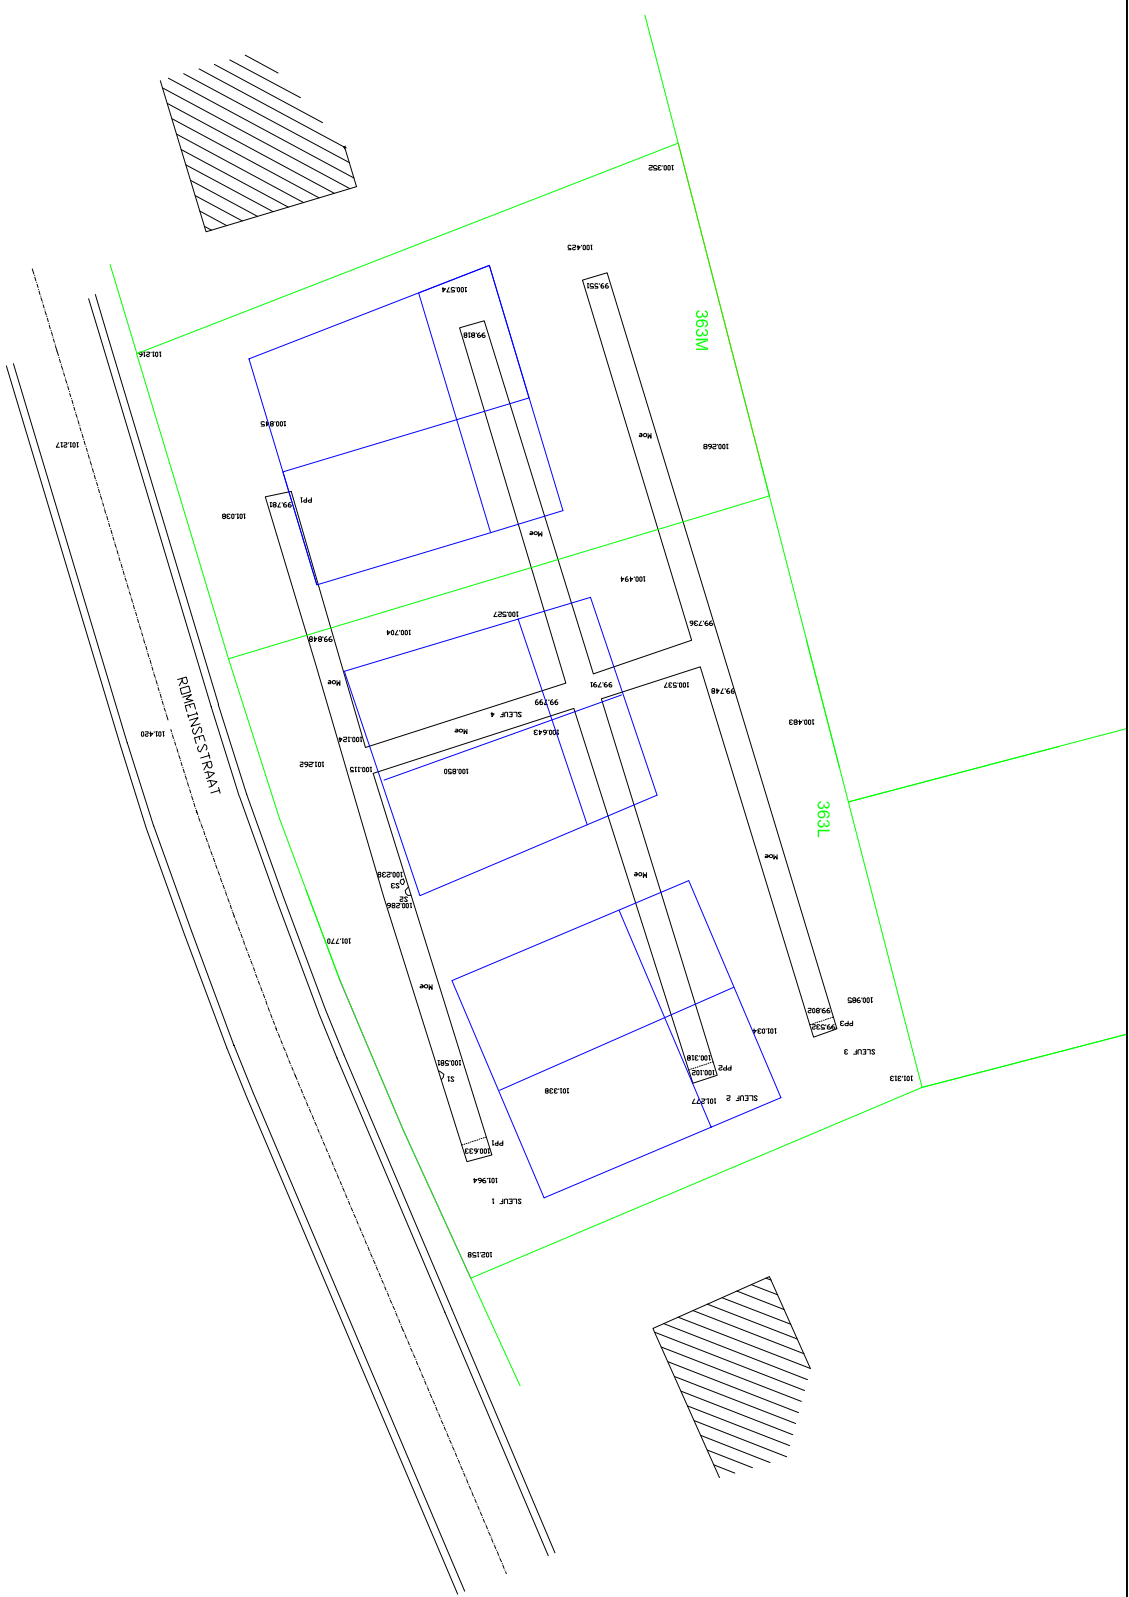 100.352
100.425
99.551
100.574
99.818
363M
101.216
101.217
100.845
Moe
100.268
PP1
99.781
101.038
Moe
100.494
99.736
100.527
100.704
99.848
Moe
99.791
100.537
99.748
99.799
SLEUF 4
100.483
ROMEINSESTRAAT
101.420
100.124
Moe
100.643
101.262
100.115
100.850
363L
Moe
Moe
100.238
S3
S2
100.286
101.770
Moe
100.985
99.802
PP3
99.532
101.034
SLEUF 3
100.318
PP2
100.102
100.581
S1
101.313
101.338
101.277
SLEUF 2
PP1
100.633
101.964
SLEUF 1
102.158